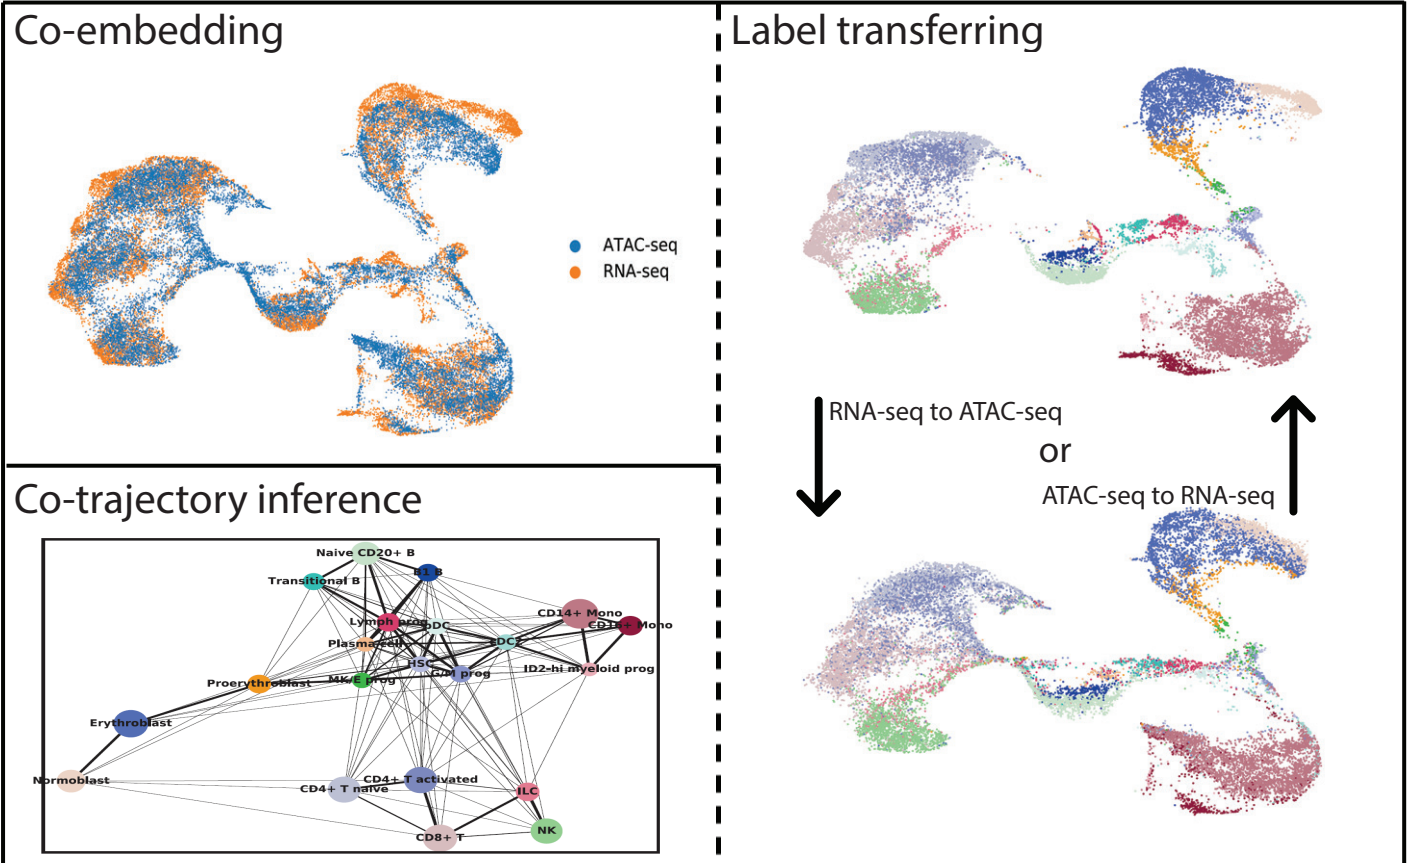 Co-embedding
ATAC-seq
RNA-seq
Co-trajectory inference
Naive CD20+ B
B1 B
Transitional B
CD14+ Mono
Lymph prog
pDC
CD16+ Mono
Plasma cell
cDC2
HSC
ID2-hi myeloid prog
G/M prog
Proerythroblast
MK/E prog
Erythroblast
Normoblast
CD4+ T activated
CD4+ T naive
ILC
NK
CD8+ T
Label transferring
RNA-seq to ATAC-seq
or
ATAC-seq to RNA-seq